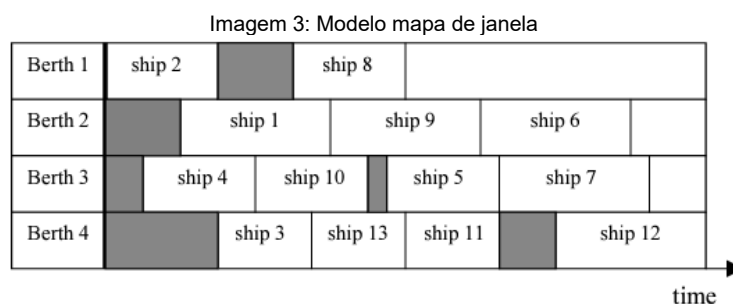 Imagem 3: Modelo mapa de janela
Berth 1 ship 2 ship 8
Berth 2 ship 1 ship 9 ship 6
Berth 3 ship 4 ship 10 ship 5 ship 7
Berth 4 ship 3 ship 13 ship 11 ship 12
time